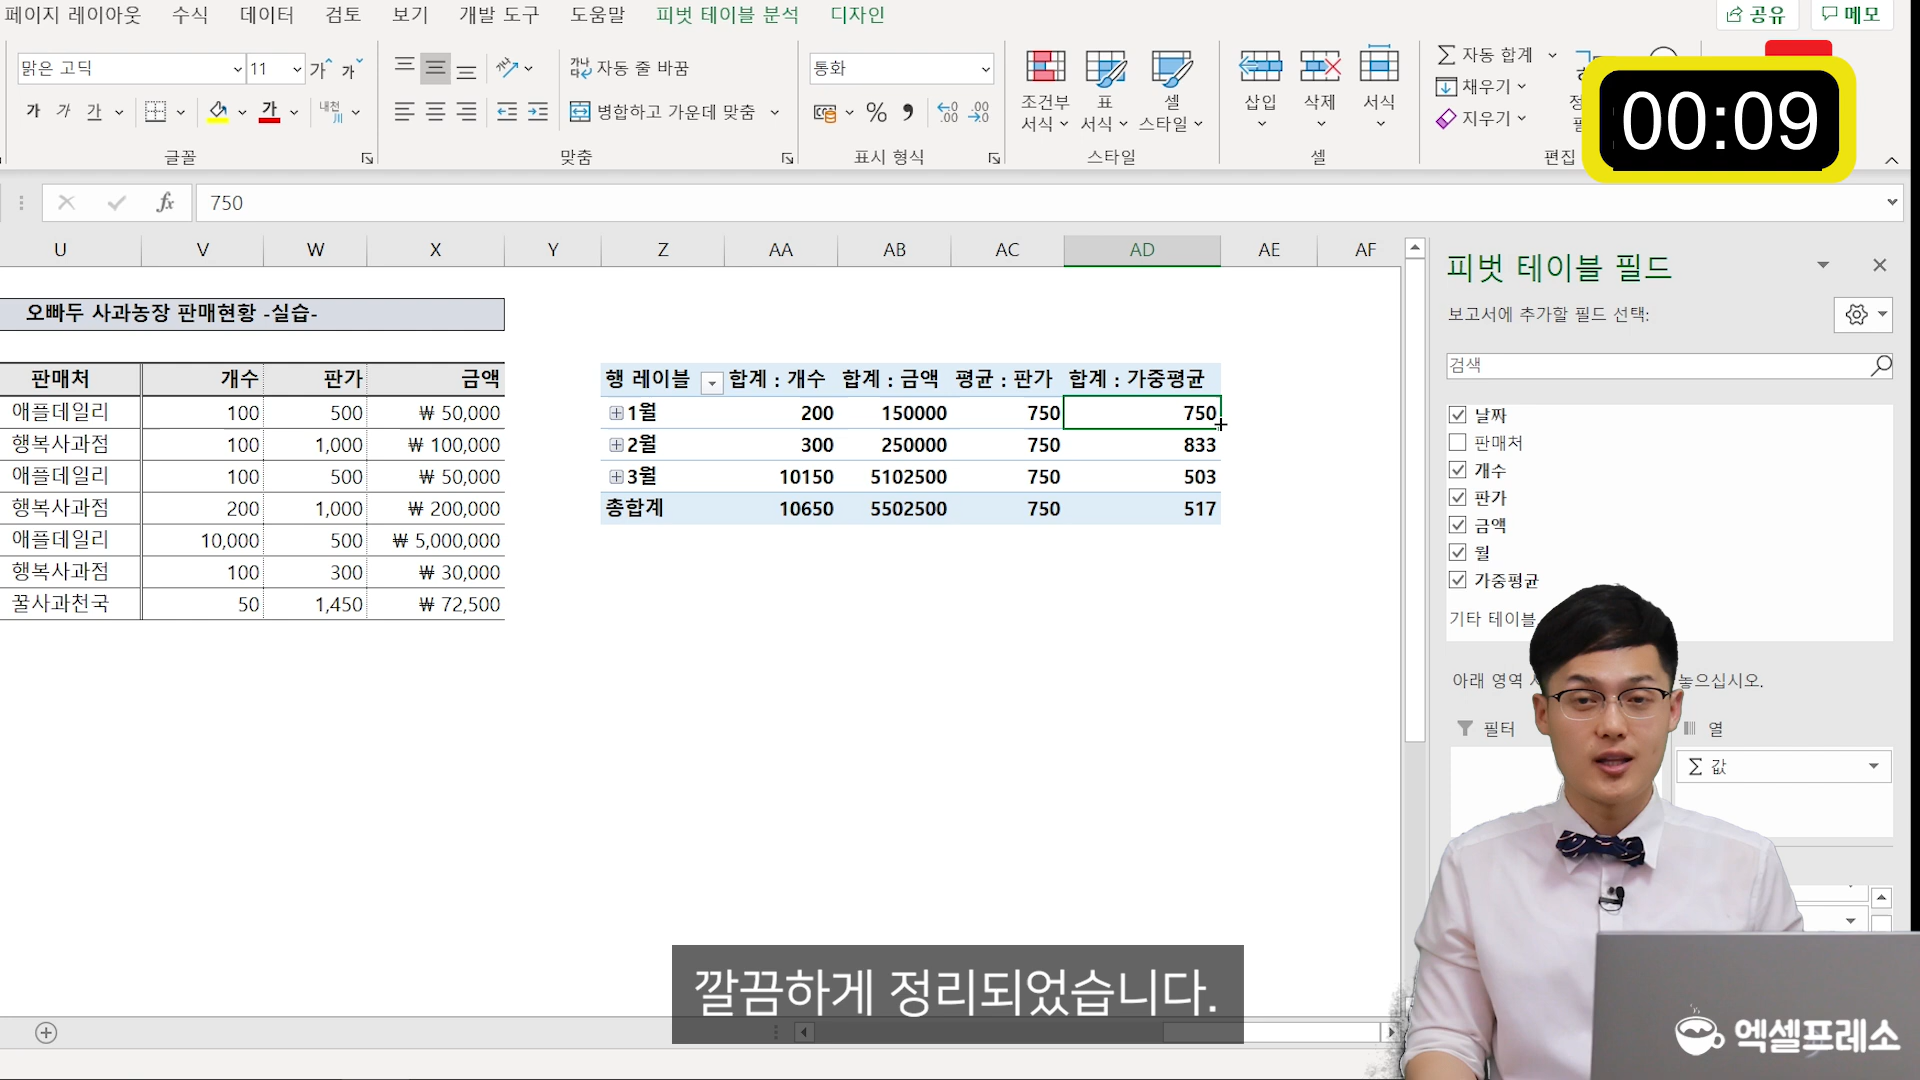 페이지 레이아웃 수식 데이터 검토 보기 개발 도구 도움말 피벗 테이블 분석 디자인 공유 메모
맑은 고딕 11 가 가 자동 줄 바꿈 통화 조건부 서식 표 서식 셀 스타일 삽입 삭제 서식 자동 합계 채우기 지우기
가 가 가 가 내천 병합하고 가운데 맞춤 % 00:09
글꼴 맞춤 표시 형식 스타일 셀 편집
fx 750
U V W X Y Z AA AB AC AD AE AF
오빠두 사과농장 판매현황 -실습-
판매처 개수 판가 금액
애플데일리 100 500 ₩ 50,000
행복사과점 100 1,000 ₩ 100,000
애플데일리 100 500 ₩ 50,000
행복사과점 200 1,000 ₩ 200,000
애플데일리 10,000 500 ₩ 5,000,000
행복사과점 100 300 ₩ 30,000
꿀사과천국 50 1,450 ₩ 72,500
행 레이블 합계 : 개수 합계 : 금액 평균 : 판가 합계 : 가중평균
1월 200 150000 750 750
2월 300 250000 750 833
3월 10150 5102500 750 503
총합계 10650 5502500 750 517
피벗 테이블 필드
보고서에 추가할 필드 선택:
검색
날짜
판매처
개수
판가
금액
월
가중평균
기타 테이블
아래 영역 놓으십시오.
필터 열
Σ 값
깔끔하게 정리되었습니다.
엑셀프레소